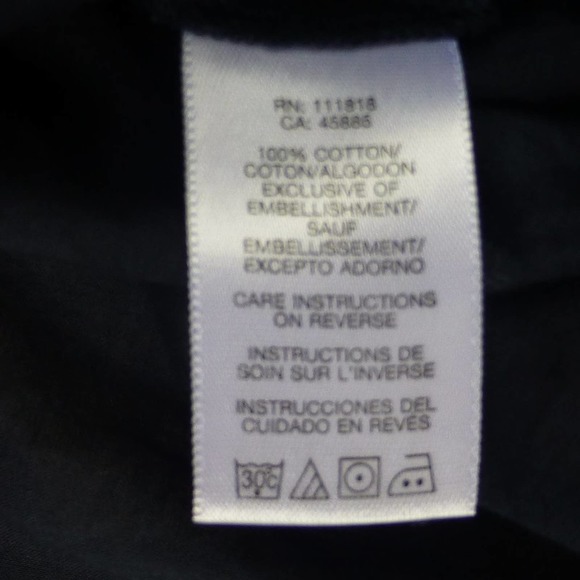 RN: 111818
CA: 45885
100% COTTON/
COTON/ALGODON
EXCLUSIVE OF
EMBELLISHMENT/
SAUF
EMBELLISSEMENT/
EXCEPTO ADORNO
CARE INSTRUCTIONS
ON REVERSE
INSTRUCTIONS DE
SOIN SUR L'INVERSE
INSTRUCCIONES DEL
CUIDADO EN REVES
30°C